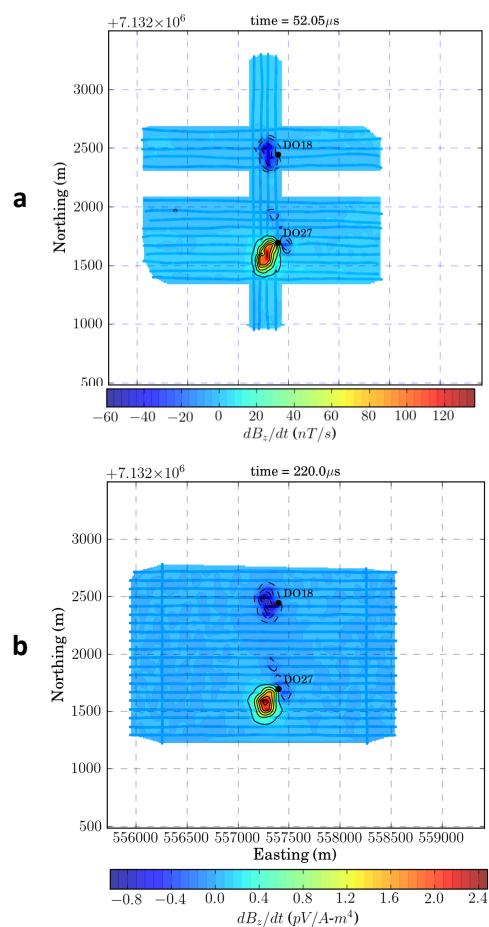 a
+7.132×10⁶
time = 52.05μs
3000
2500
2000
1500
1000
500
Northing (m)
DO18
DO27
−60 −40 −20 0 20 40 60 80 100 120
dB_z/dt (nT/s)
b
+7.132×10⁶
time = 220.0μs
3000
2500
2000
1500
1000
500
Northing (m)
DO18
DO27
556000 556500 557000 557500 558000 558500 559000
Easting (m)
−0.8 −0.4 0.0 0.4 0.8 1.2 1.6 2.0 2.4
dB_z/dt (pV/A-m⁴)